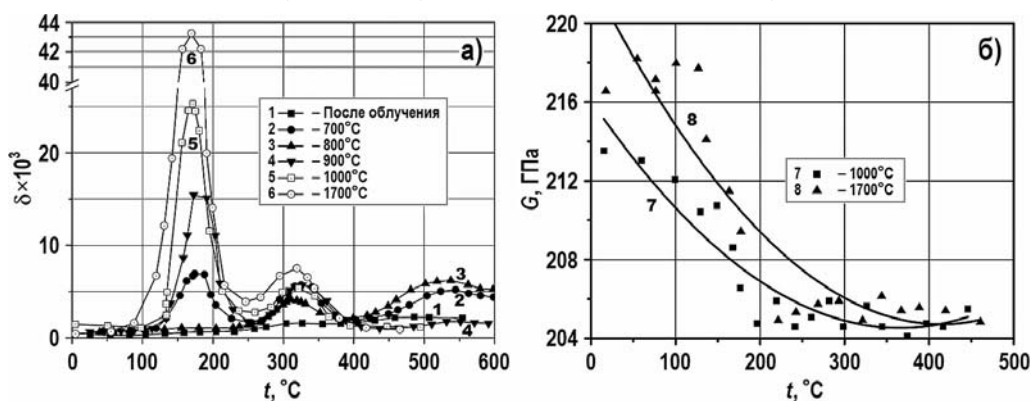 44
43
42
40
20
10
0
δ×10³
0 100 200 300 400 500 600
t, °C
а)
6
5
3
2
1
4
1 – После облучения
2 – 700°C
3 – 800°C
4 – 900°C
5 – 1000°C
6 – 1700°C
220
216
212
208
204
G, ГПа
0 100 200 300 400 500
t, °C
б)
8
7
7 – 1000°C
8 – 1700°C